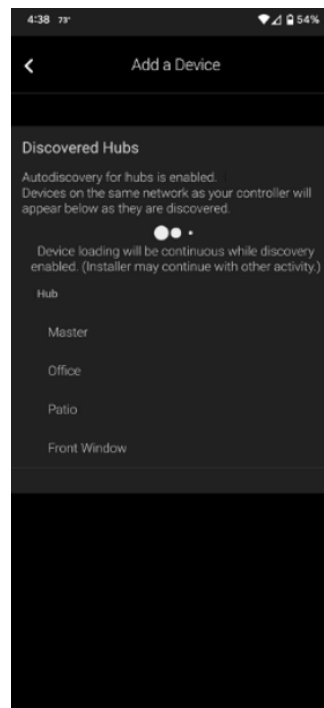 4:38 73° 54%
Add a Device
Discovered Hubs
Autodiscovery for hubs is enabled.
Devices on the same network as your controller will
appear below as they are discovered.
Device loading will be continuous while discovery
enabled. (Installer may continue with other activity.)
Hub
Master
Office
Patio
Front Window